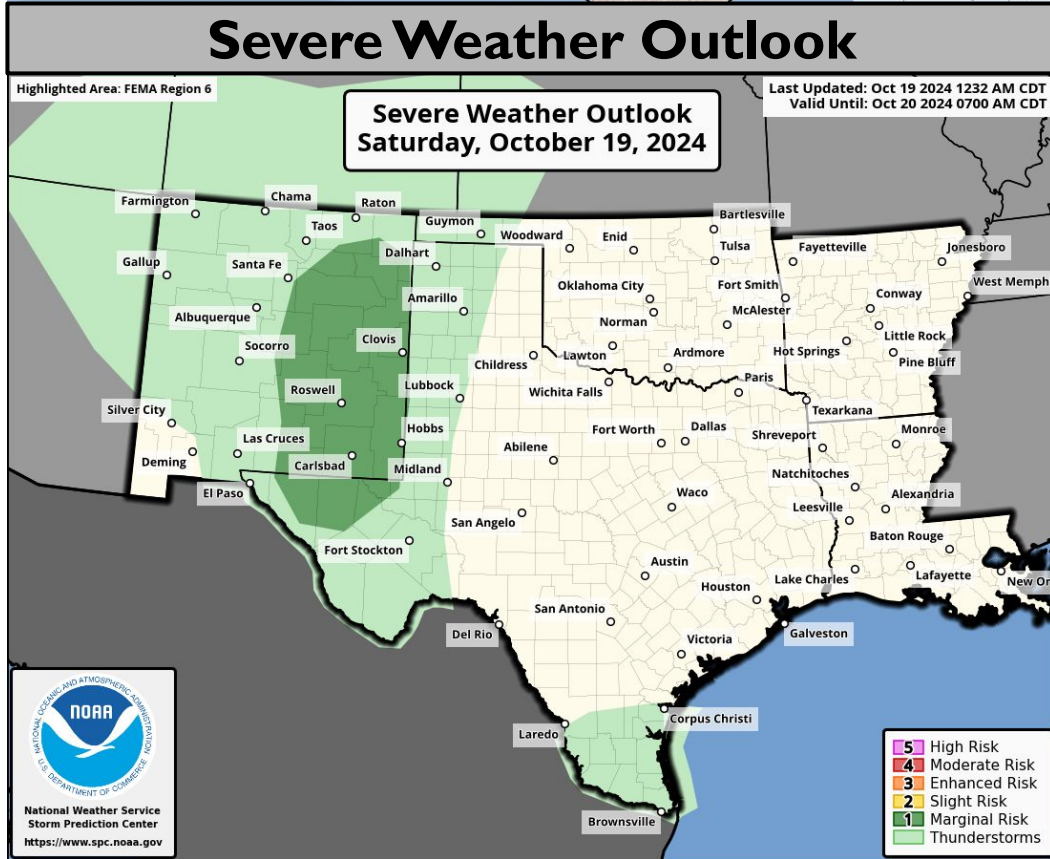 Severe Weather Outlook
Highlighted Area: FEMA Region 6
Severe Weather Outlook
Saturday, October 19, 2024
Last Updated: Oct 19 2024 1232 AM CDT
Valid Until: Oct 20 2024 0700 AM CDT
Farmington
Chama
Raton
Taos
Guymon
Woodward
Enid
Bartlesville
Tulsa
Fayetteville
Jonesboro
Gallup
Santa Fe
Dalhart
Amarillo
Oklahoma City
Fort Smith
West Memph
Albuquerque
Norman
McAlester
Conway
Socorro
Clovis
Childress
Lawton
Ardmore
Hot Springs
Little Rock
Pine Bluff
Roswell
Lubbock
Wichita Falls
Paris
Texarkana
Silver City
Las Cruces
Hobbs
Abilene
Fort Worth
Dallas
Shreveport
Monroe
Deming
Carlsbad
Midland
Natchitoches
El Paso
San Angelo
Waco
Leesville
Alexandria
Fort Stockton
Baton Rouge
Austin
Houston
Lake Charles
Lafayette
New Or
San Antonio
Del Rio
Victoria
Galveston
Laredo
Corpus Christi
Brownsville
NATIONAL OCEANIC AND ATMOSPHERIC ADMINISTRATION
NOAA
U.S. DEPARTMENT OF COMMERCE
National Weather Service
Storm Prediction Center
https://www.spc.noaa.gov
5 High Risk
4 Moderate Risk
3 Enhanced Risk
2 Slight Risk
1 Marginal Risk
Thunderstorms